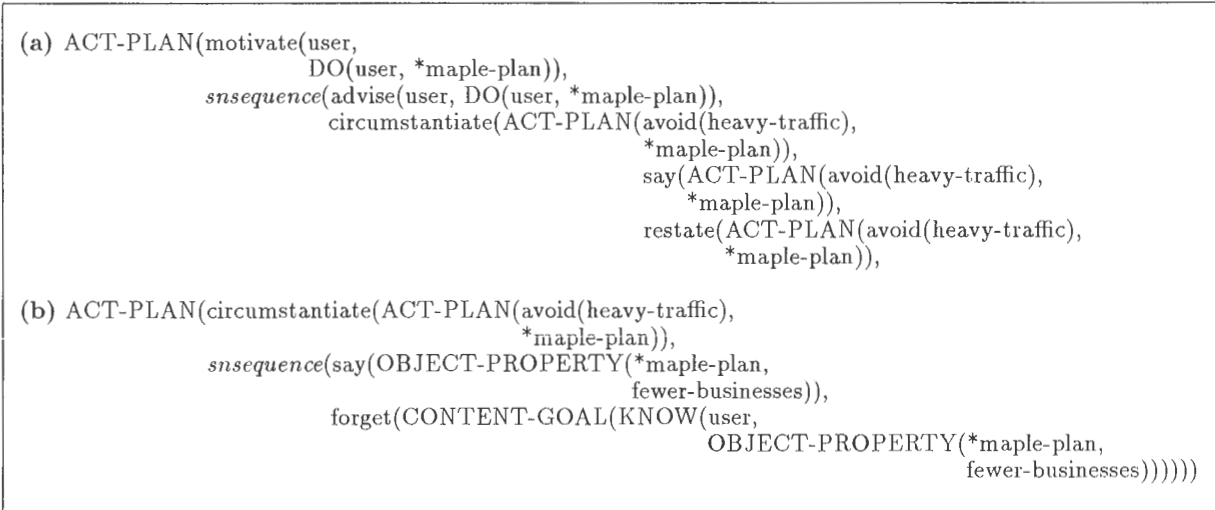 (a) ACT-PLAN(motivate(user,
DO(user, *maple-plan)),
snsequence(advise(user, DO(user, *maple-plan)),
circumstantiate(ACT-PLAN(avoid(heavy-traffic),
*maple-plan)),
say(ACT-PLAN(avoid(heavy-traffic),
*maple-plan)),
restate(ACT-PLAN(avoid(heavy-traffic),
*maple-plan)),
(b) ACT-PLAN(circumstantiate(ACT-PLAN(avoid(heavy-traffic),
*maple-plan)),
snsequence(say(OBJECT-PROPERTY(*maple-plan,
fewer-businesses)),
forget(CONTENT-GOAL(KNOW(user,
OBJECT-PROPERTY(*maple-plan,
fewer-businesses))))))